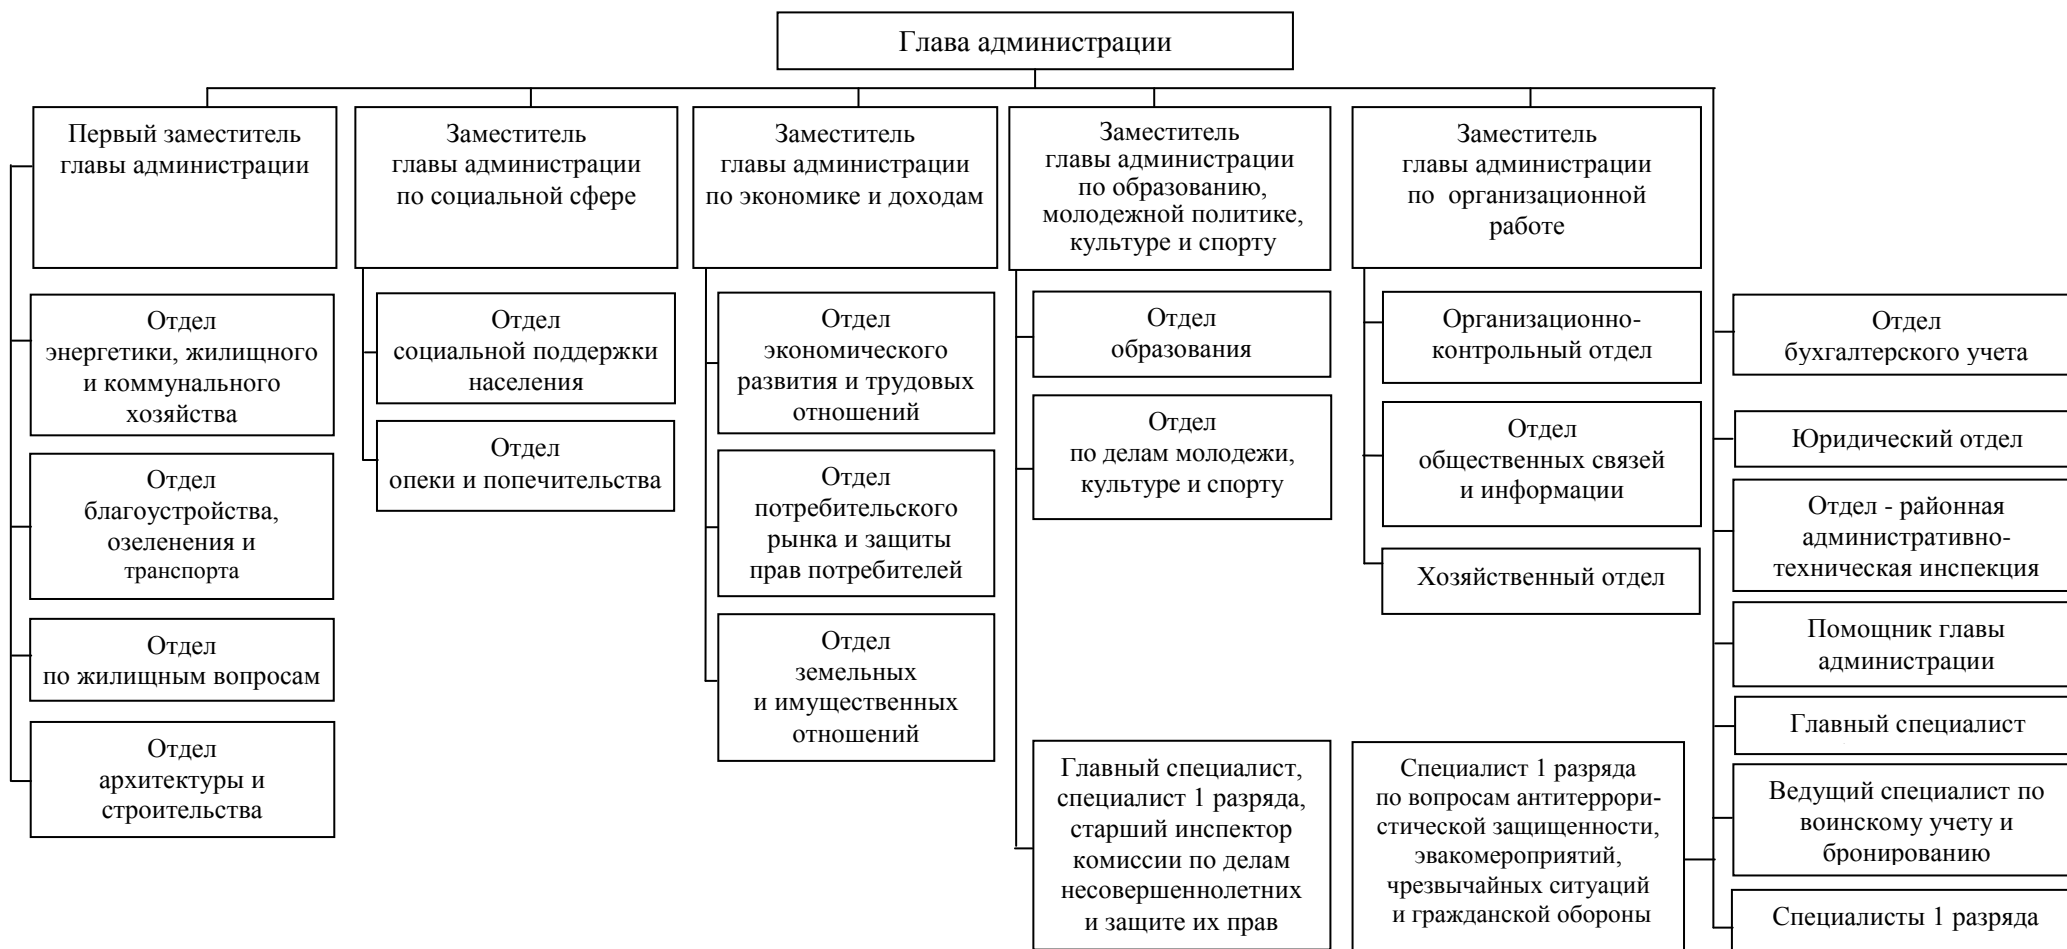 Глава администрации
Первый заместитель
главы администрации
Заместитель
главы администрации
по социальной сфере
Заместитель
главы администрации
по экономике и доходам
Заместитель
главы администрации
по образованию,
молодежной политике,
культуре и спорту
Заместитель
главы администрации
по организационной
работе
Отдел
энергетики, жилищного
и коммунального
хозяйства
Отдел
благоустройства,
озеленения и
транспорта
Отдел
по жилищным вопросам
Отдел
архитектуры и
строительства
Отдел
социальной поддержки
населения
Отдел
опеки и попечительства
Отдел
экономического
развития и трудовых
отношений
Отдел
потребительского
рынка и защиты
прав потребителей
Отдел
земельных
и имущественных
отношений
Отдел
образования
Отдел
по делам молодежи,
культуре и спорту
Главный специалист,
специалист 1 разряда,
старший инспектор
комиссии по делам
несовершеннолетних
и защите их прав
Организационно-
контрольный отдел
Отдел
общественных связей
и информации
Хозяйственный отдел
Специалист 1 разряда
по вопросам антитеррори-
стической защищенности,
эвакомероприятий,
чрезвычайных ситуаций
и гражданской обороны
Отдел
бухгалтерского учета
Юридический отдел
Отдел - районная
административно-
техническая инспекция
Помощник главы
администрации
Главный специалист
Ведущий специалист по
воинскому учету и
бронированию
Специалисты 1 разряда